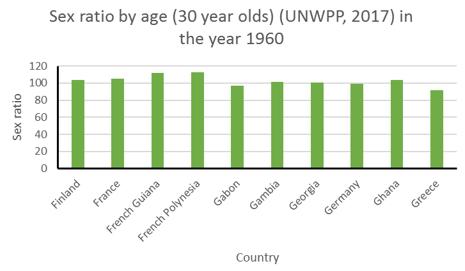 Sex ratio by age (30 year olds) (UNWPP, 2017) in
the year 1960
120
100
80
60
40
20
0
Sex ratio
Finland
France
French Guiana
French Polynesia
Gabon
Gambia
Georgia
Germany
Ghana
Greece
Country